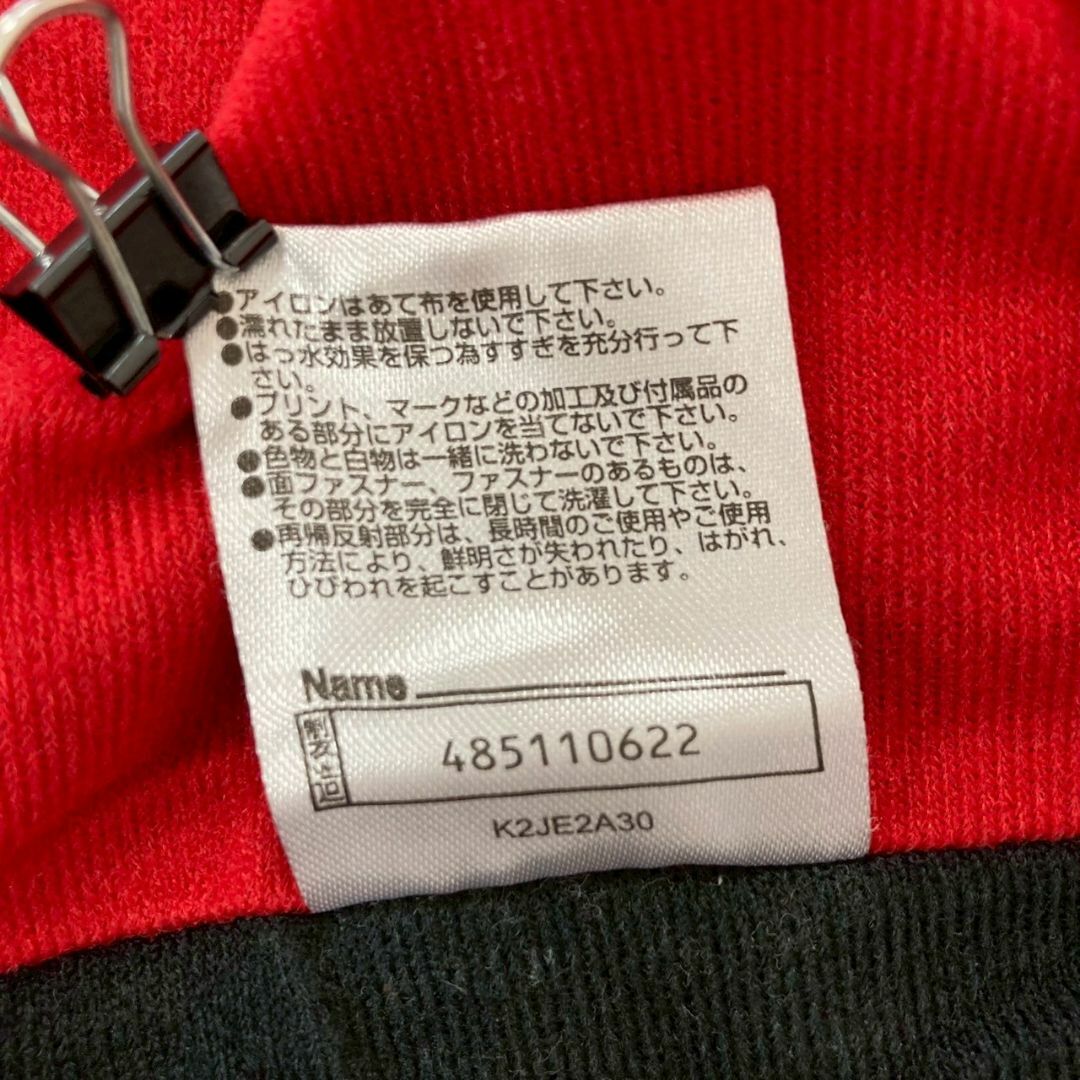 ●アイロンはあて布を使用して下さい。
●濡れたまま放置しないで下さい。
●はっ水効果を保つ為すすぎを充分行って下
さい。
●プリント、マークなどの加工及び付属品の
ある部分にアイロンを当てないで下さい。
●色物と白物は一緒に洗わないで下さい。
●面ファスナー、ファスナーのあるものは、
その部分を完全に閉じて洗濯して下さい。
●再帰反射部分は、長時間のご使用やご使用
方法により、鮮明さが失われたり、はがれ、
ひびわれを起こすことがあります。
Name
485110622
K2JE2A30